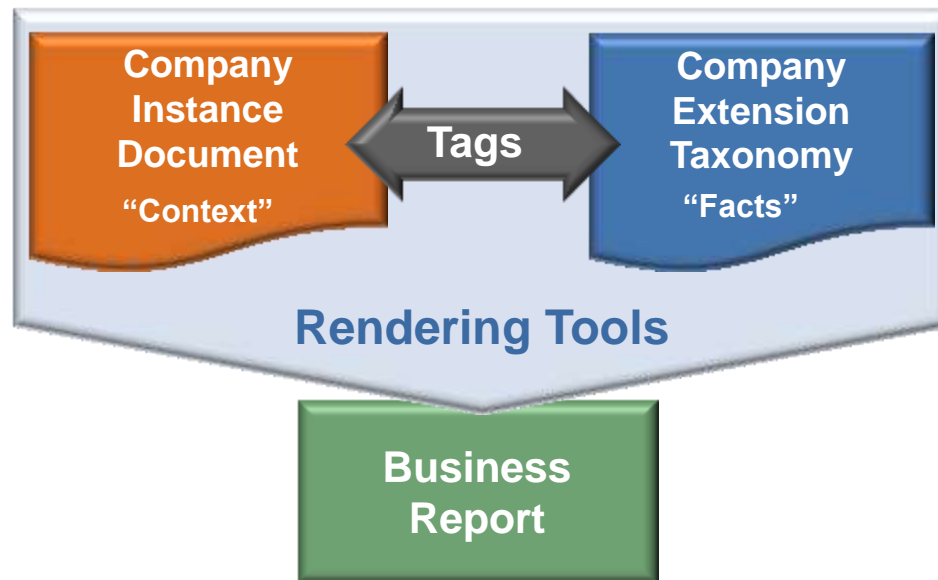 Company
Instance
Document
“Context”
Tags
Company
Extension
Taxonomy
“Facts”
Rendering Tools
Business
Report